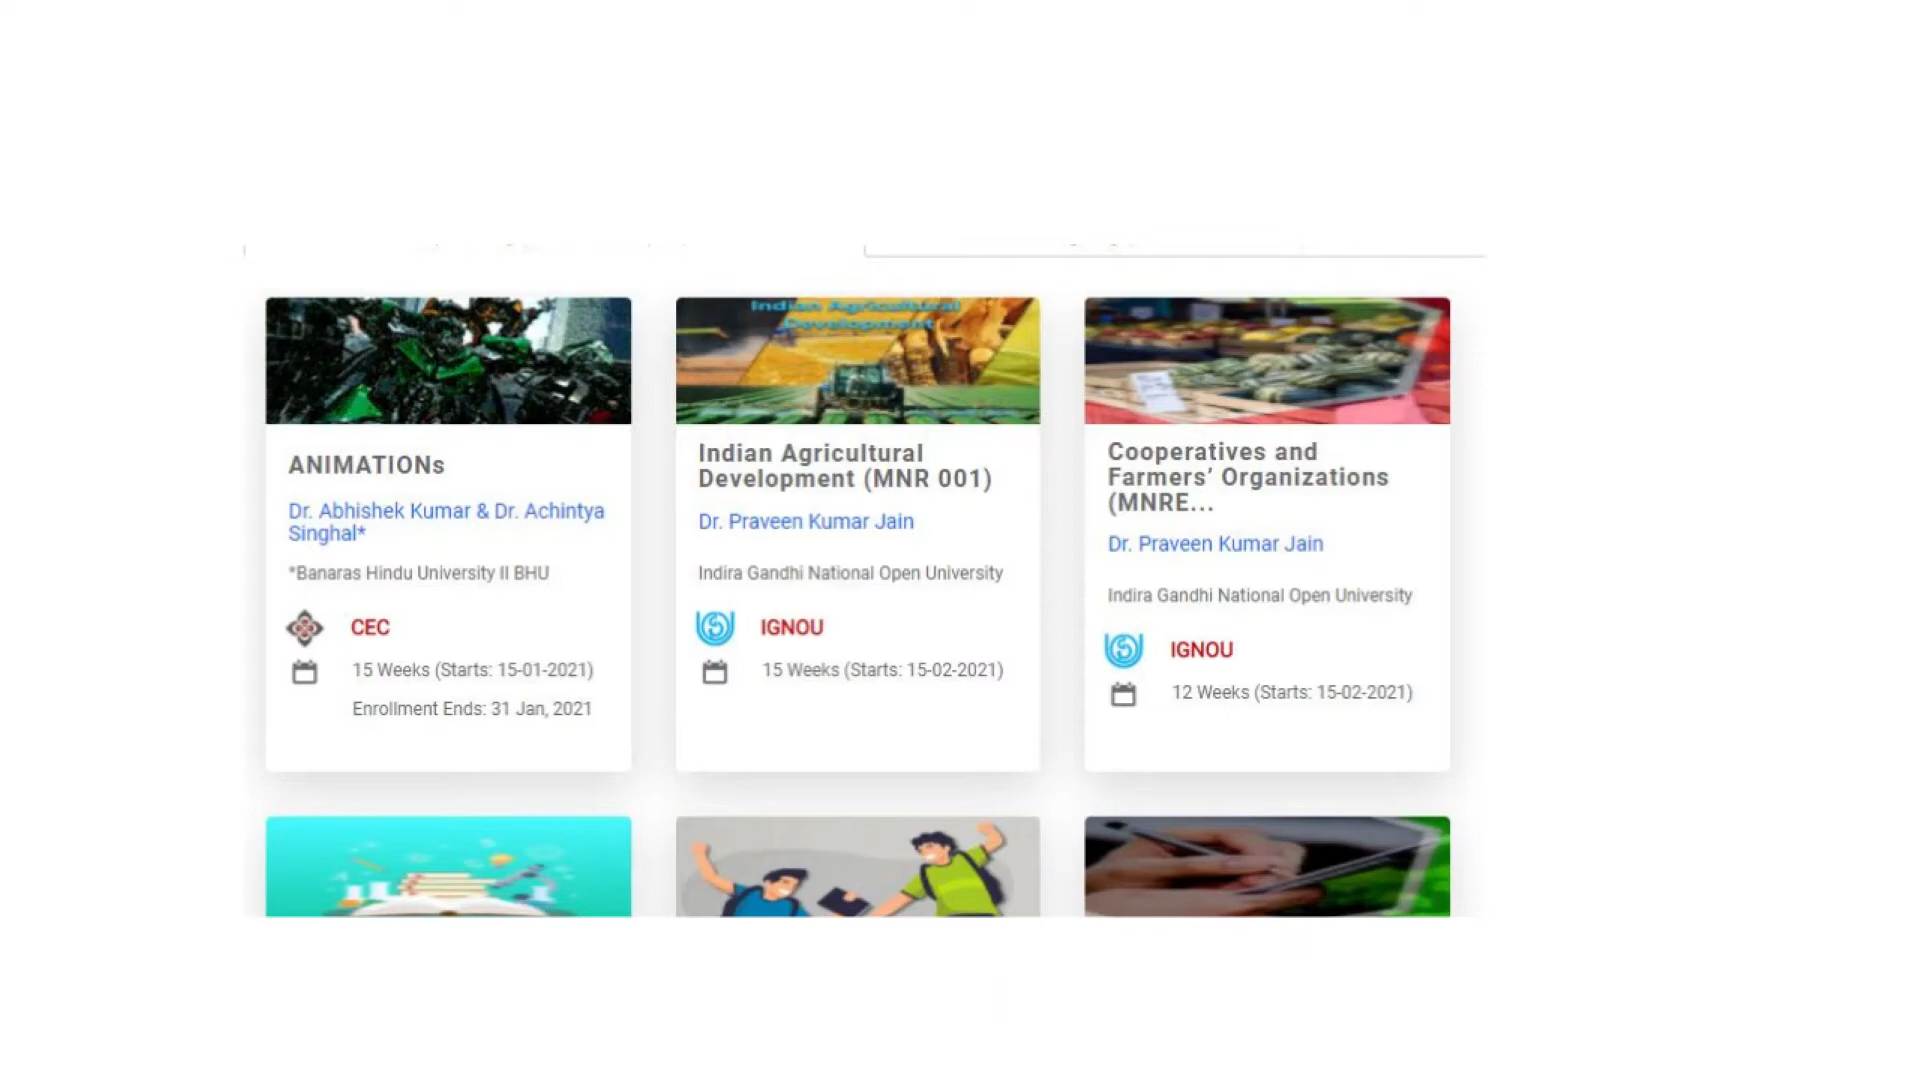 Indian Agricultural
Development
ANIMATIONs
Dr. Abhishek Kumar & Dr. Achintya
Singhal*
*Banaras Hindu University II BHU
CEC
15 Weeks (Starts: 15-01-2021)
Enrollment Ends: 31 Jan, 2021
Indian Agricultural
Development (MNR 001)
Dr. Praveen Kumar Jain
Indira Gandhi National Open University
IGNOU
15 Weeks (Starts: 15-02-2021)
Cooperatives and
Farmers’ Organizations
(MNRE...
Dr. Praveen Kumar Jain
Indira Gandhi National Open University
IGNOU
12 Weeks (Starts: 15-02-2021)